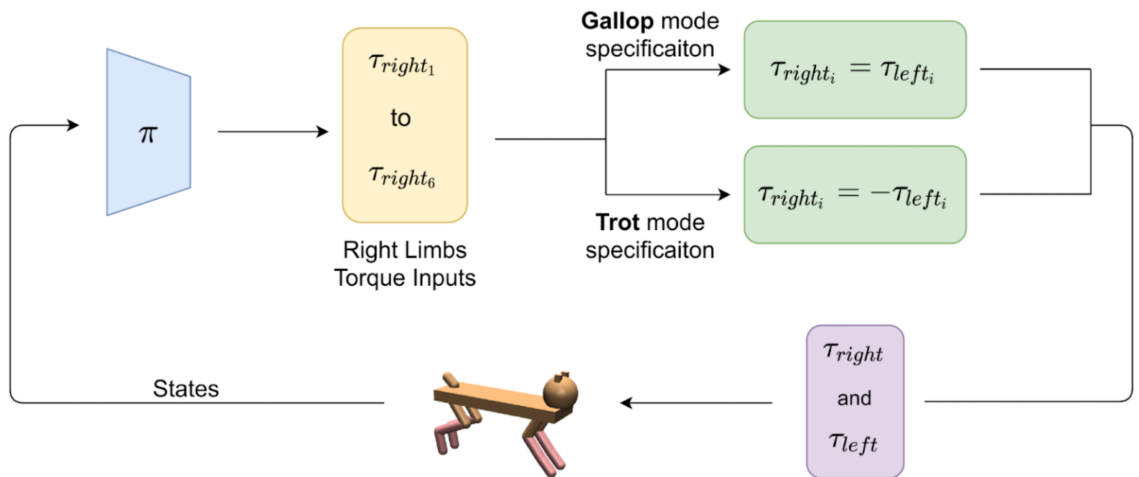 π
τ_{right_1}
to
τ_{right_6}
Right Limbs
Torque Inputs
Gallop mode
specificaiton
τ_{right_i} = τ_{left_i}
Trot mode
specificaiton
τ_{right_i} = −τ_{left_i}
τ_{right}
and
τ_{left}
States